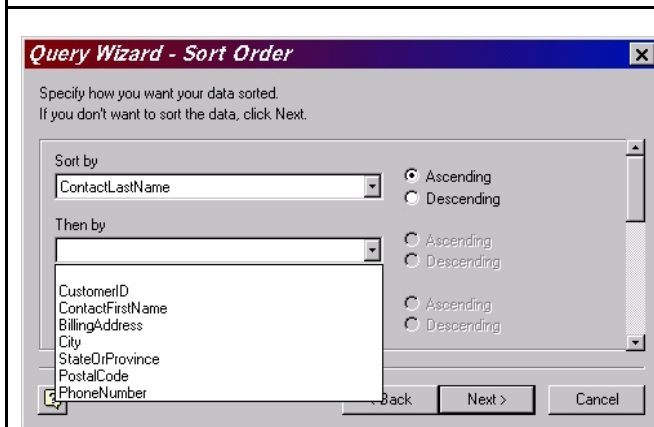 Query Wizard - Sort Order
Specify how you want your data sorted.
If you don't want to sort the data, click Next.
Sort by
ContactLastName
Ascending
Descending
Then by
Ascending
Descending
CustomerID
ContactFirstName
BillingAddress
City
StateOrProvince
PostalCode
PhoneNumber
Ascending
Descending
Back
Next >
Cancel